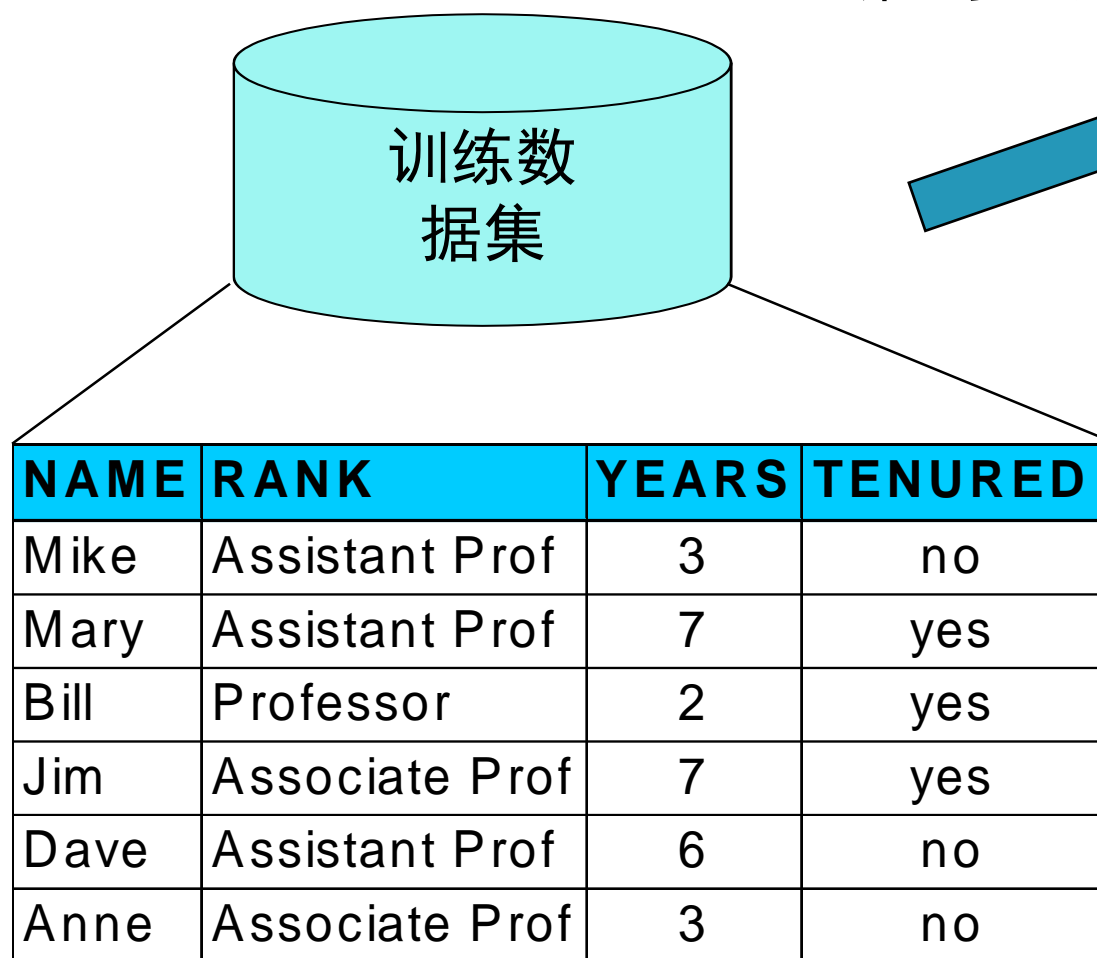 训练数
据集
NAME RANK YEARS TENURED
Mike Assistant Prof 3 no
Mary Assistant Prof 7 yes
Bill Professor 2 yes
Jim Associate Prof 7 yes
Dave Assistant Prof 6 no
Anne Associate Prof 3 no